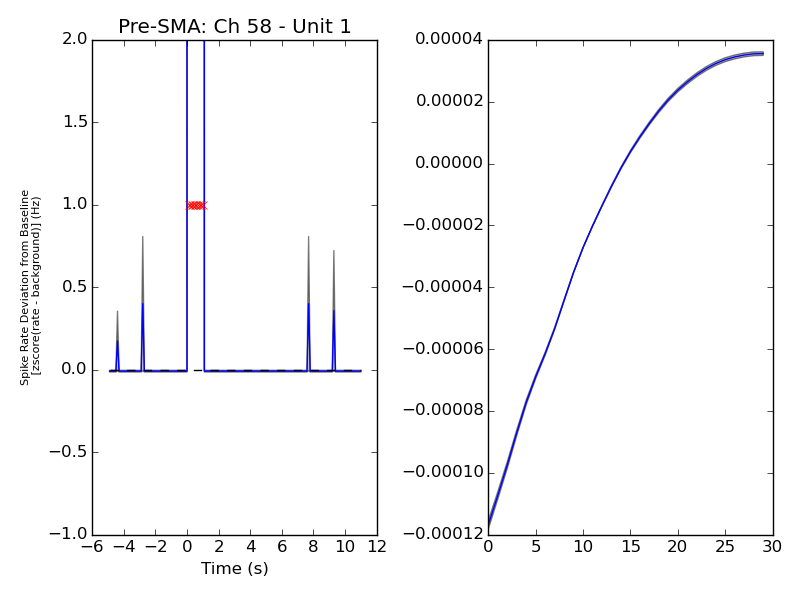 Pre-SMA: Ch 58 - Unit 1
2.0
1.5
1.0
0.5
0.0
−0.5
−1.0
Spike Rate Deviation from Baseline
[zscore(rate - background)] (Hz)
−6 −4 −2 0 2 4 6 8 10 12
Time (s)
0.00004
0.00002
0.00000
−0.00002
−0.00004
−0.00006
−0.00008
−0.00010
−0.00012
0 5 10 15 20 25 30